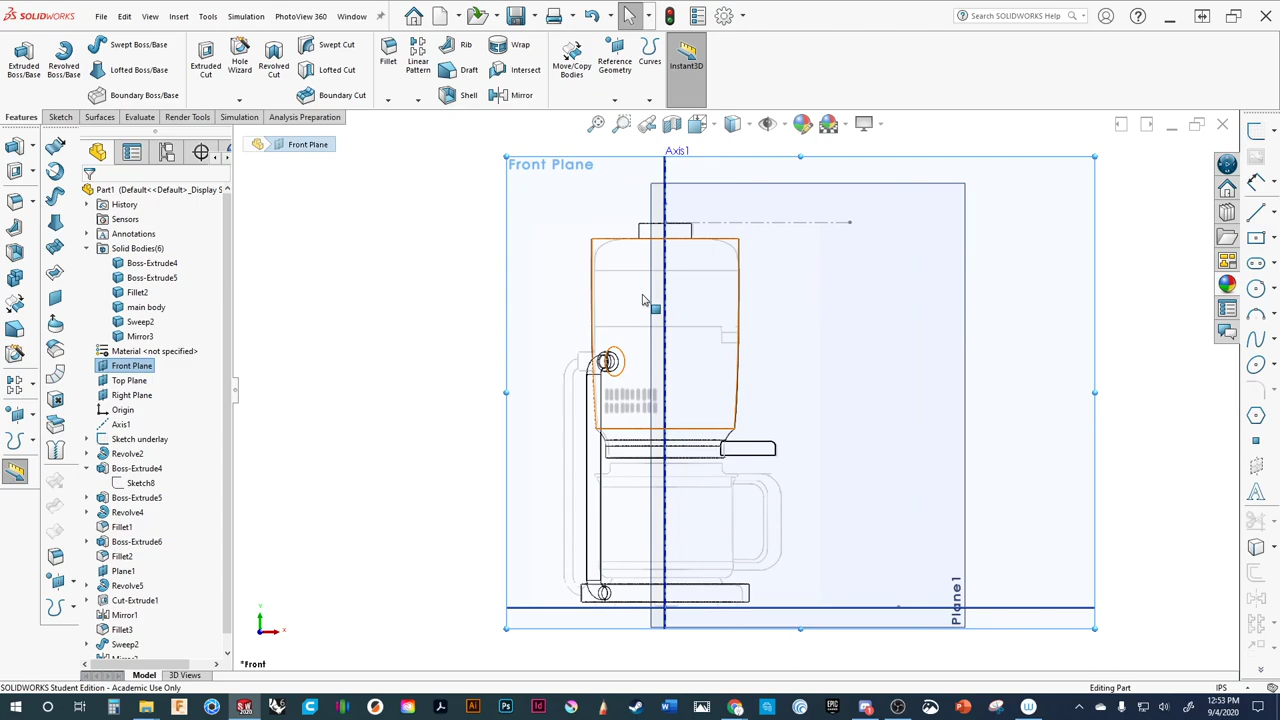 SOLIDWORKS File Edit View Insert Tools Simulation PhotoView 360 Window Search SOLIDWORKS Help
Extruded Boss/Base
Revolved Boss/Base
Swept Boss/Base
Lofted Boss/Base
Boundary Boss/Base
Extruded Cut
Hole Wizard
Revolved Cut
Swept Cut
Lofted Cut
Boundary Cut
Fillet
Linear Pattern
Rib
Draft
Shell
Wrap
Intersect
Mirror
Move/Copy Bodies
Reference Geometry
Curves
Instant3D
Features Sketch Surfaces Evaluate Render Tools Simulation Analysis Preparation
Front Plane
Part1 (Default<<Default>_Display S
History
Sensors
Annotations
Solid Bodies(6)
Boss-Extrude4
Boss-Extrude5
Fillet2
main body
Sweep2
Mirror3
Material <not specified>
Front Plane
Top Plane
Right Plane
Origin
Axis1
Sketch underlay
Revolve2
Boss-Extrude4
Sketch8
Boss-Extrude5
Revolve4
Fillet1
Boss-Extrude6
Fillet2
Plane1
Revolve5
Cut-Extrude1
Mirror1
Fillet3
Sweep2
Axis1
Front Plane
Plane1
Y
X
*Front
Model 3D Views
SOLIDWORKS Student Edition - Academic Use Only
Editing Part
IPS
12:53 PM
9/4/2020